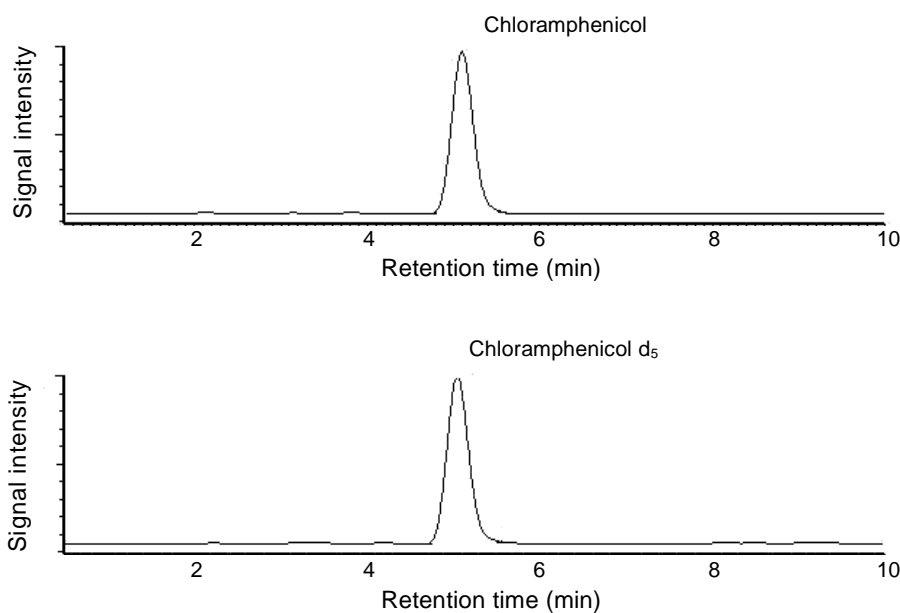 Chloramphenicol
Signal intensity
2 4 6 8 10
Retention time (min)
Chloramphenicol d₅
Signal intensity
2 4 6 8 10
Retention time (min)